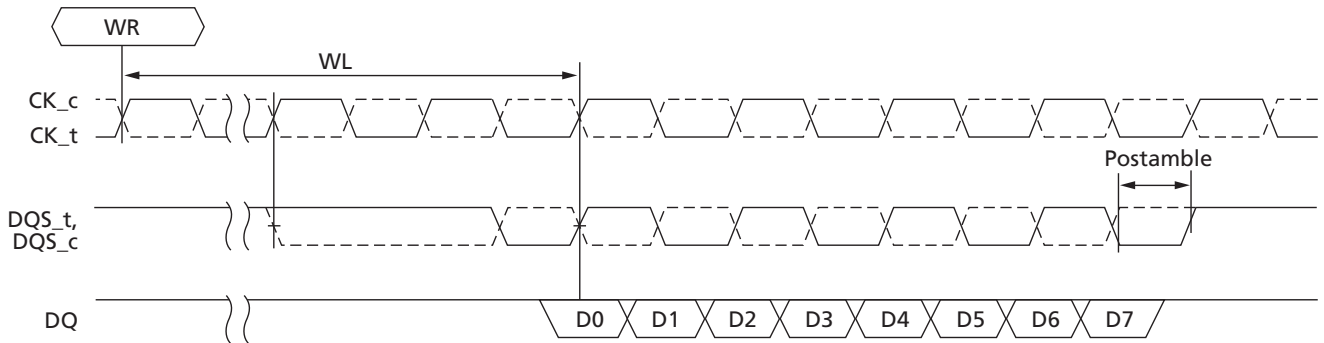 WR
WL
CK_c
CK_t
Postamble
DQS_t,
DQS_c
DQ
D0 D1 D2 D3 D4 D5 D6 D7